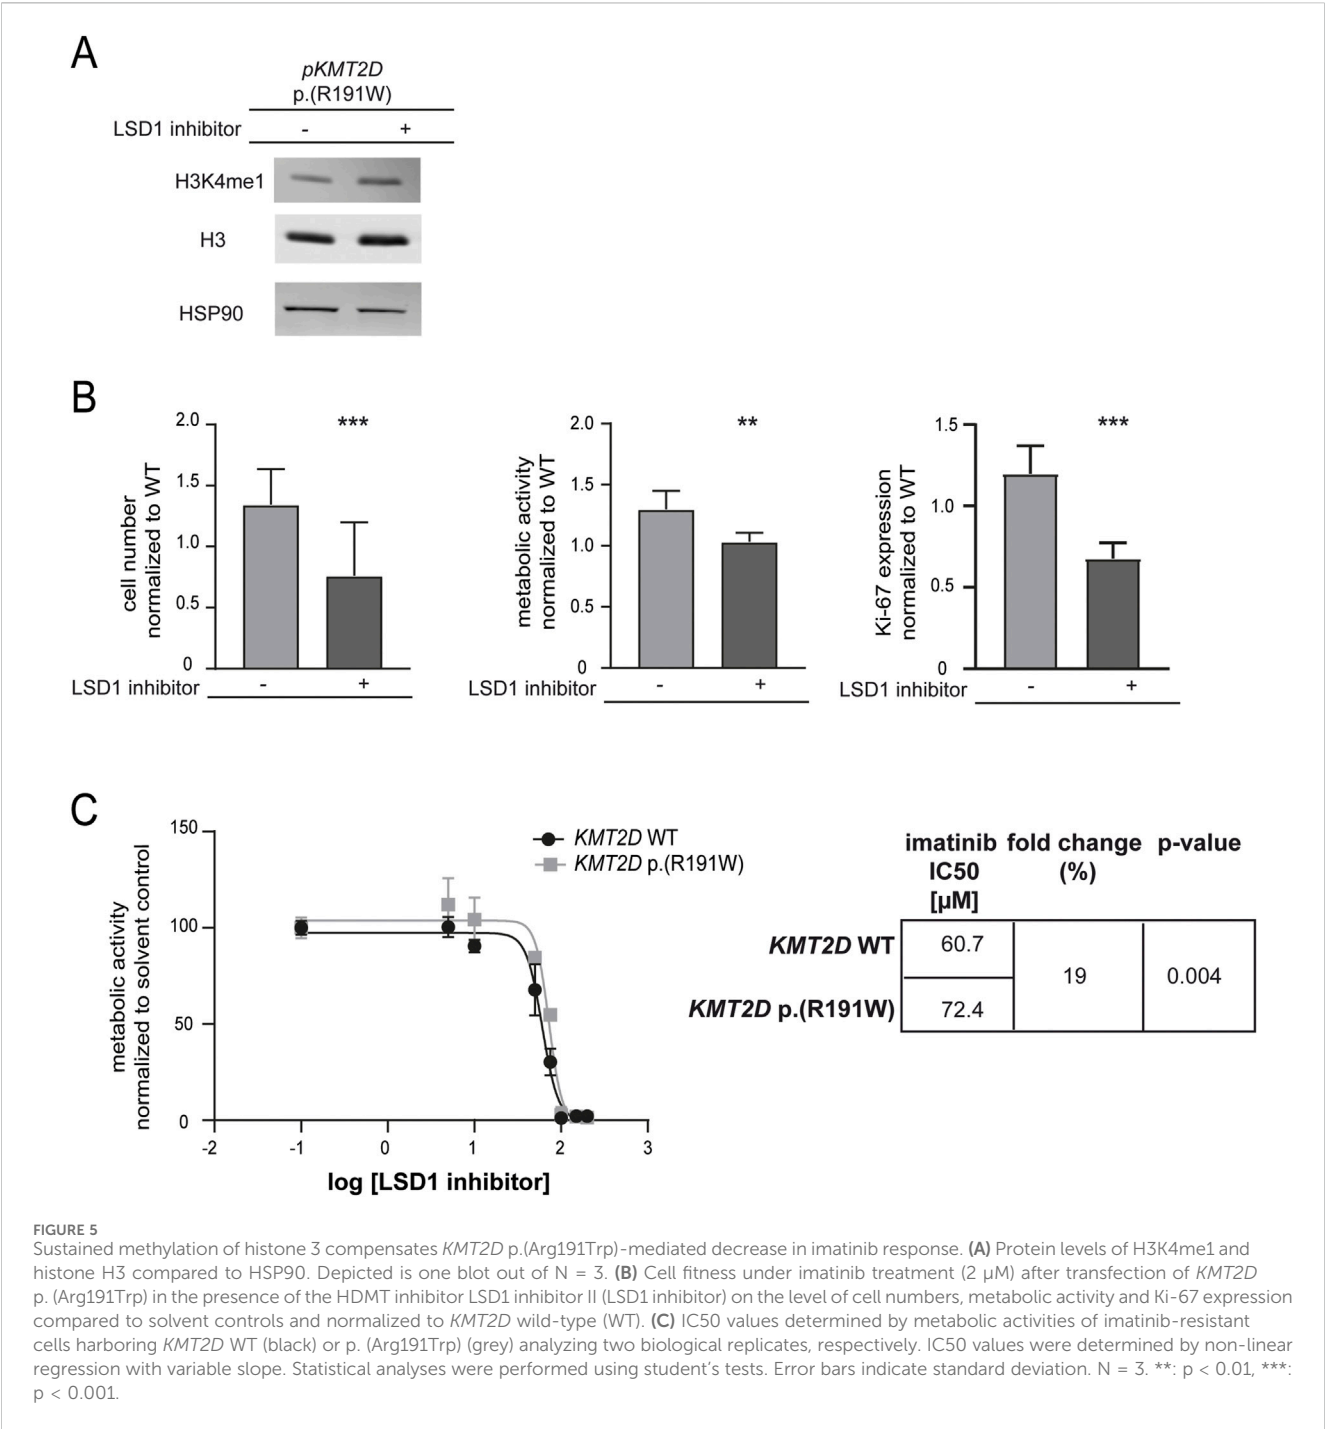 A
pKMT2D
p.(R191W)
LSD1 inhibitor - +
H3K4me1
H3
HSP90
B
cell number
normalized to WT
2.0
1.5
1.0
0.5
0
***
LSD1 inhibitor - +
metabolic activity
normalized to WT
2.0
1.5
1.0
0.5
0
**
LSD1 inhibitor - +
Ki-67 expression
normalized to WT
1.5
1.0
0.5
0
***
LSD1 inhibitor - +
C
metabolic activity
normalized to solvent control
150
100
50
0
-2 -1 0 1 2 3
log [LSD1 inhibitor]
KMT2D WT
KMT2D p.(R191W)
imatinib fold change p-value
IC50 (%)
[µM]
KMT2D WT 60.7
19 0.004
KMT2D p.(R191W) 72.4
FIGURE 5
Sustained methylation of histone 3 compensates KMT2D p.(Arg191Trp)-mediated decrease in imatinib response. (A) Protein levels of H3K4me1 and
histone H3 compared to HSP90. Depicted is one blot out of N = 3. (B) Cell fitness under imatinib treatment (2 µM) after transfection of KMT2D
p. (Arg191Trp) in the presence of the HDMT inhibitor LSD1 inhibitor II (LSD1 inhibitor) on the level of cell numbers, metabolic activity and Ki-67 expression
compared to solvent controls and normalized to KMT2D wild-type (WT). (C) IC50 values determined by metabolic activities of imatinib-resistant
cells harboring KMT2D WT (black) or p. (Arg191Trp) (grey) analyzing two biological replicates, respectively. IC50 values were determined by non-linear
regression with variable slope. Statistical analyses were performed using student's tests. Error bars indicate standard deviation. N = 3. **: p < 0.01, ***:
p < 0.001.